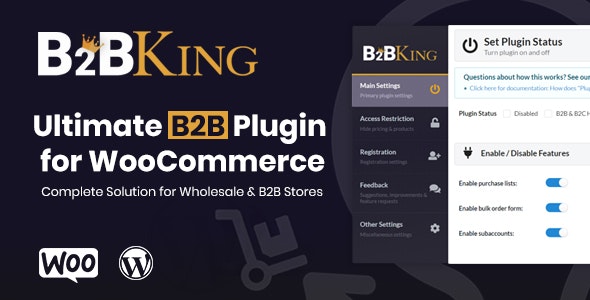 B2BKING
Ultimate B2B Plugin
for WooCommerce
Complete Solution for Wholesale & B2B Stores
WOO
B2BKING
Main Settings
Primary plugin settings
Access Restriction
Hide pricing & products
Registration
Registration settings
Feedback
Suggestions, improvements &
feature requests
Other Settings
Miscellaneous settings
Set Plugin Status
Turn plugin on and off
Questions about how this works? See our
• Click here for documentation: How does "Plu
Plugin Status
Disabled
B2B & B2C H
Enable / Disable Features
Enable purchase lists:
Enable bulk order form:
Enable subaccounts: